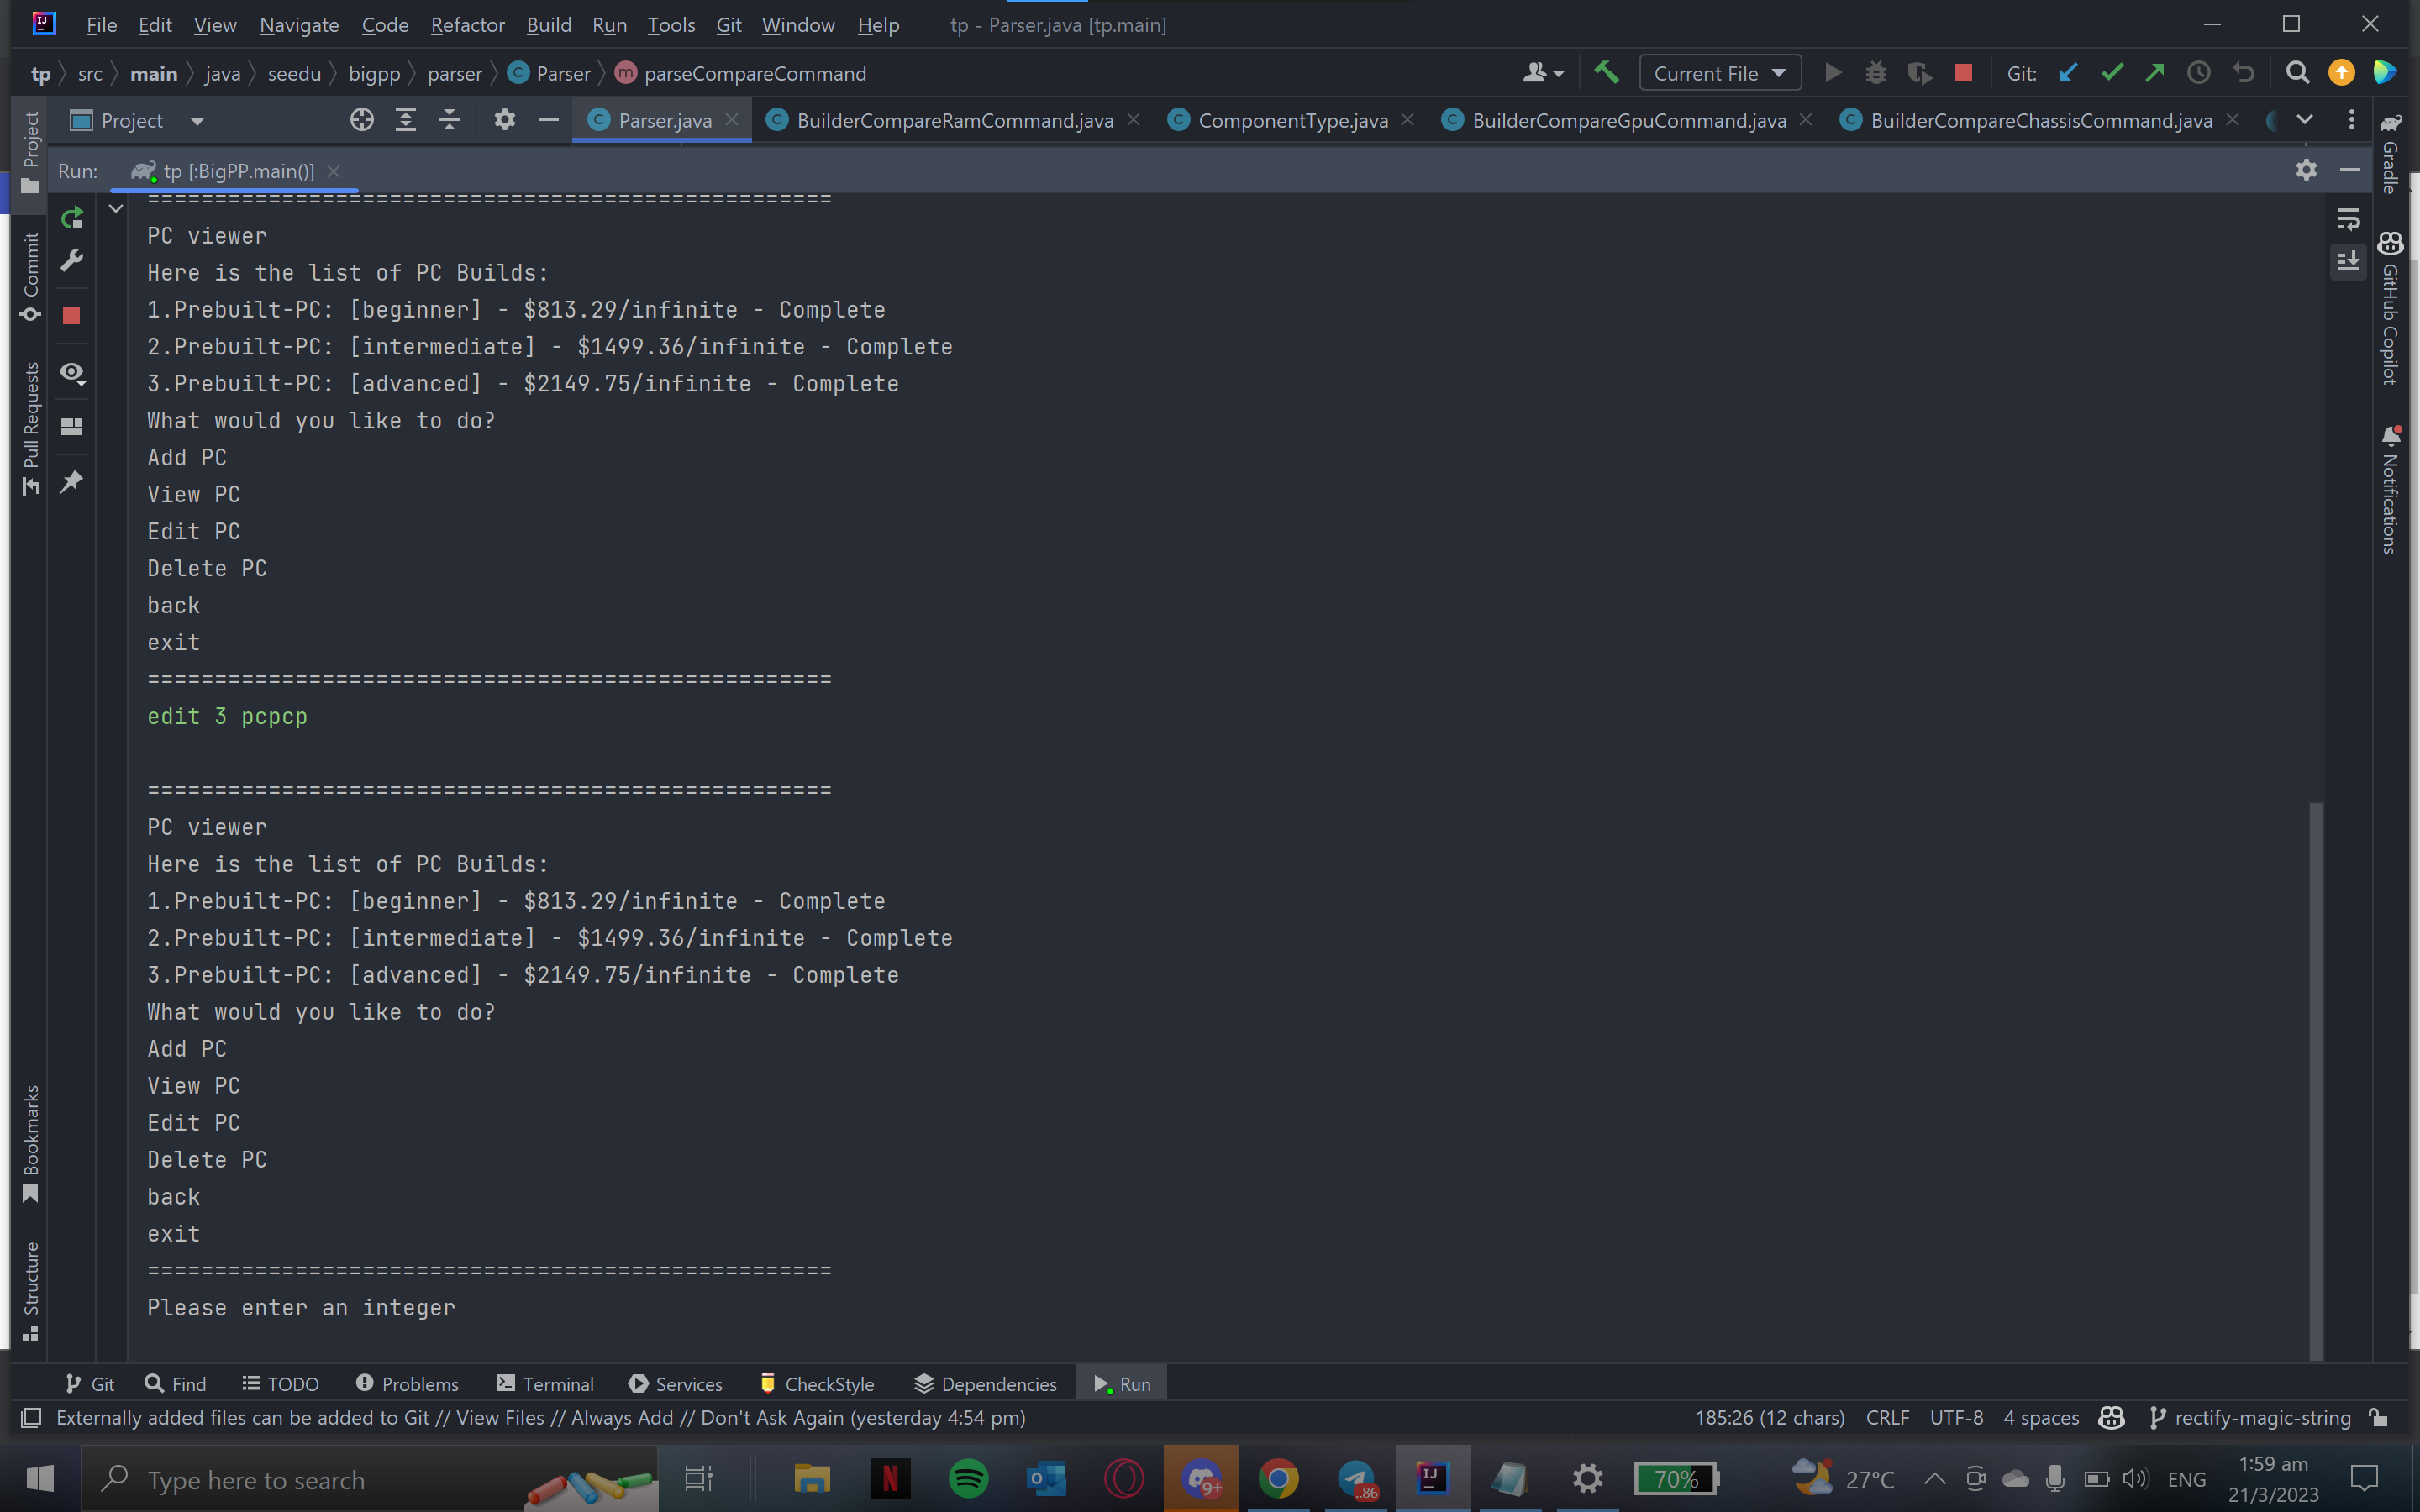 File Edit View Navigate Code Refactor Build Run Tools Git Window Help tp - Parser.java [tp.main]
tp src main java seedu bigpp parser Parser parseCompareCommand Current File Git:
Project Parser.java BuilderCompareRamCommand.java ComponentType.java BuilderCompareGpuCommand.java BuilderCompareChassisCommand.java
Run: tp [:BigPP.main()]
==================================================
PC viewer
Here is the list of PC Builds:
1.Prebuilt-PC: [beginner] - $813.29/infinite - Complete
2.Prebuilt-PC: [intermediate] - $1499.36/infinite - Complete
3.Prebuilt-PC: [advanced] - $2149.75/infinite - Complete
What would you like to do?
Add PC
View PC
Edit PC
Delete PC
back
exit
===================================================
edit 3 pcpcp
===================================================
PC viewer
Here is the list of PC Builds:
1.Prebuilt-PC: [beginner] - $813.29/infinite - Complete
2.Prebuilt-PC: [intermediate] - $1499.36/infinite - Complete
3.Prebuilt-PC: [advanced] - $2149.75/infinite - Complete
What would you like to do?
Add PC
View PC
Edit PC
Delete PC
back
exit
===================================================
Please enter an integer
Project
Commit
Pull Requests
Bookmarks
Structure
Gradle
GitHub Copilot
Notifications
Git Find TODO Problems Terminal Services CheckStyle Dependencies Run
Externally added files can be added to Git // View Files // Always Add // Don't Ask Again (yesterday 4:54 pm) 185:26 (12 chars) CRLF UTF-8 4 spaces rectify-magic-string
Type here to search 9+ ..86 70% 27°C ENG 1:59 am
21/3/2023